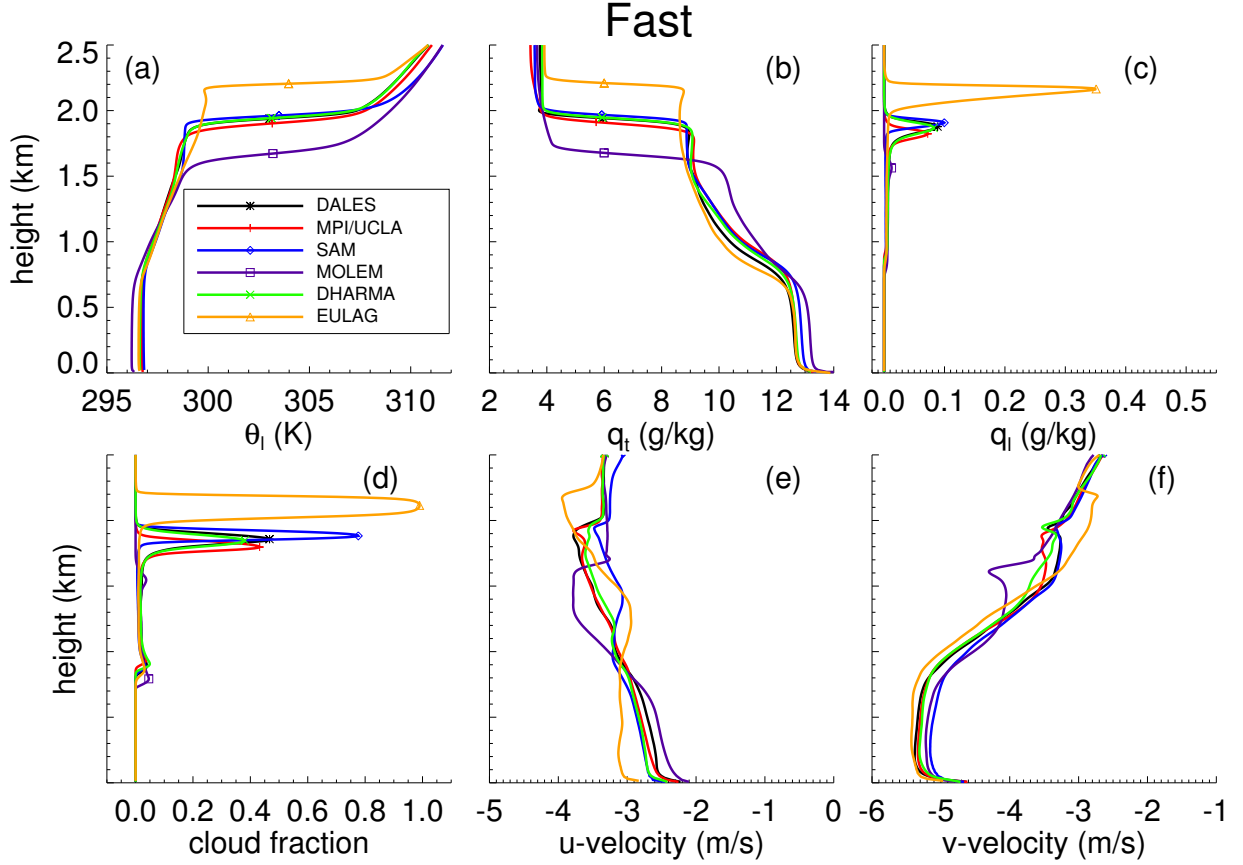 Fast
(a) (b) (c)
2.5
2.0
1.5
1.0
0.5
0.0
height (km)
DALES
MPI/UCLA
SAM
MOLEM
DHARMA
EULAG
295 300 305 310
2 4 6 8 10 12 14
0.0 0.1 0.2 0.3 0.4 0.5
θl (K) qt (g/kg) ql (g/kg)
(d) (e) (f)
height (km)
0.0 0.2 0.4 0.6 0.8 1.0
-5 -4 -3 -2 -1 0
-6 -5 -4 -3 -2 -1
cloud fraction u-velocity (m/s) v-velocity (m/s)